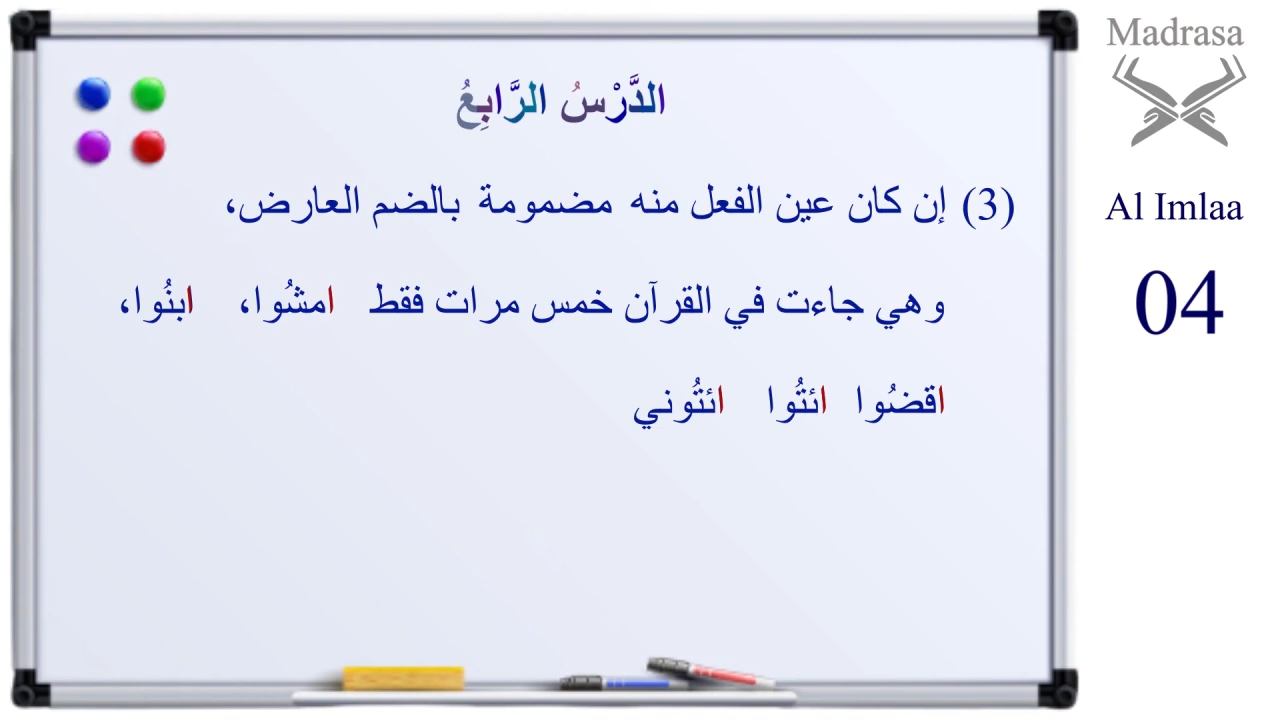 Madrasa
الدَّرْسُ الرَّابِعُ
(3) إن كان عين الفعل منه مضمومة بالضم العارض،
Al Imlaa
وهي جاءت في القرآن خمس مرات فقط امشُوا، ابنُوا،
04
اقضُوا ائتُوا ائتُوني